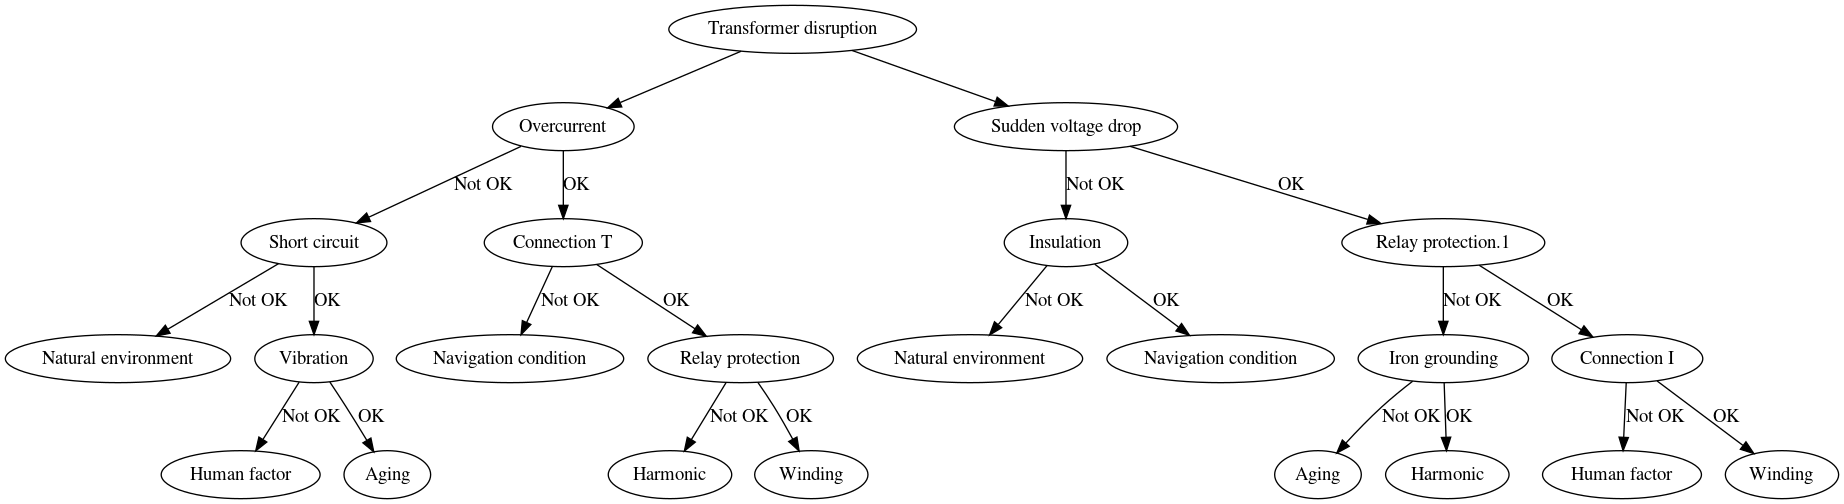 Transformer disruption
Overcurrent
Sudden voltage drop
Not OK
OK
Not OK
OK
Short circuit
Connection T
Insulation
Relay protection.1
Not OK
OK
Not OK
OK
Not OK
OK
Not OK
OK
Natural environment
Vibration
Navigation condition
Relay protection
Natural environment
Navigation condition
Iron grounding
Connection I
Not OK
OK
Not OK
OK
Not OK
OK
Not OK
OK
Human factor
Aging
Harmonic
Winding
Aging
Harmonic
Human factor
Winding